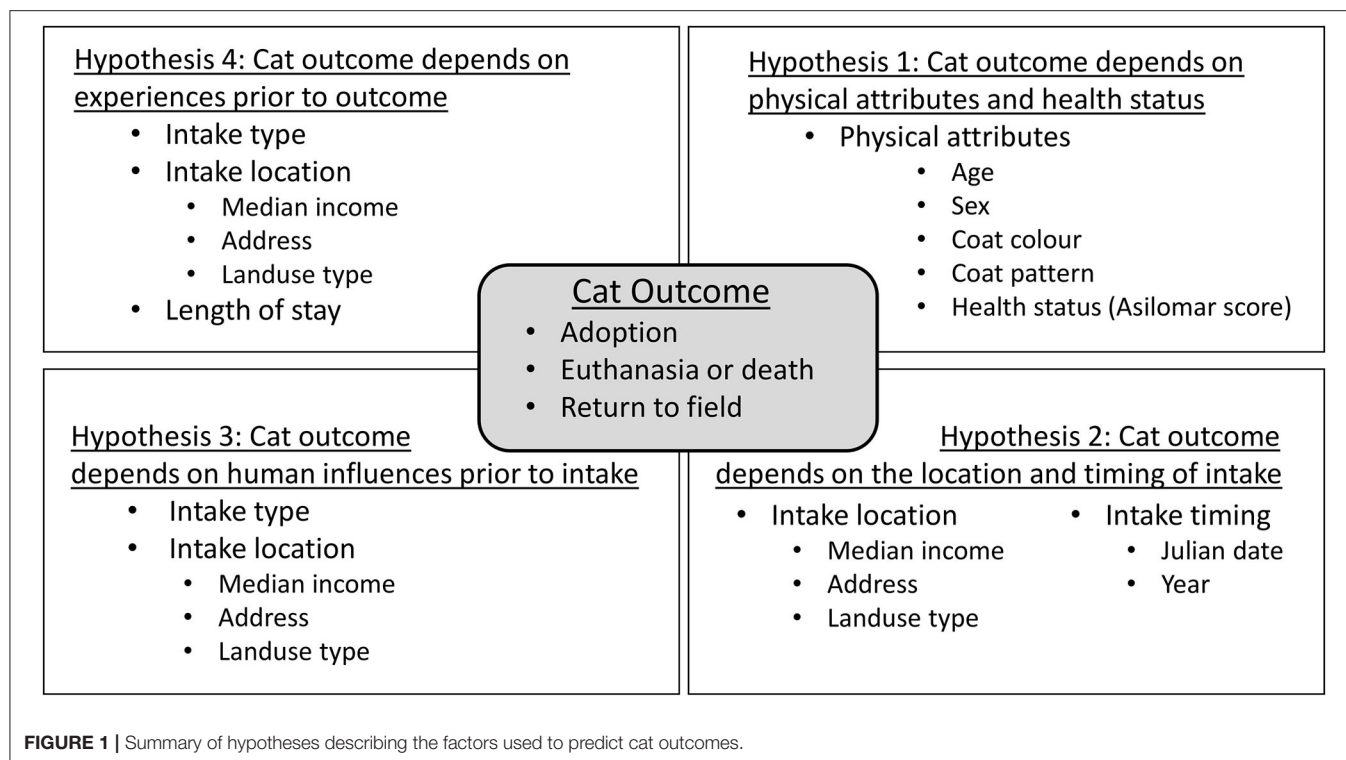 Hypothesis 4: Cat outcome depends on
experiences prior to outcome
• Intake type
• Intake location
• Median income
• Address
• Landuse type
• Length of stay
Hypothesis 1: Cat outcome depends on
physical attributes and health status
• Physical attributes
• Age
• Sex
• Coat colour
• Coat pattern
• Health status (Asilomar score)
Cat Outcome
• Adoption
• Euthanasia or death
• Return to field
Hypothesis 3: Cat outcome
depends on human influences prior to intake
• Intake type
• Intake location
• Median income
• Address
• Landuse type
Hypothesis 2: Cat outcome
depends on the location and timing of intake
• Intake location
• Median income
• Address
• Landuse type
• Intake timing
• Julian date
• Year
FIGURE 1 | Summary of hypotheses describing the factors used to predict cat outcomes.